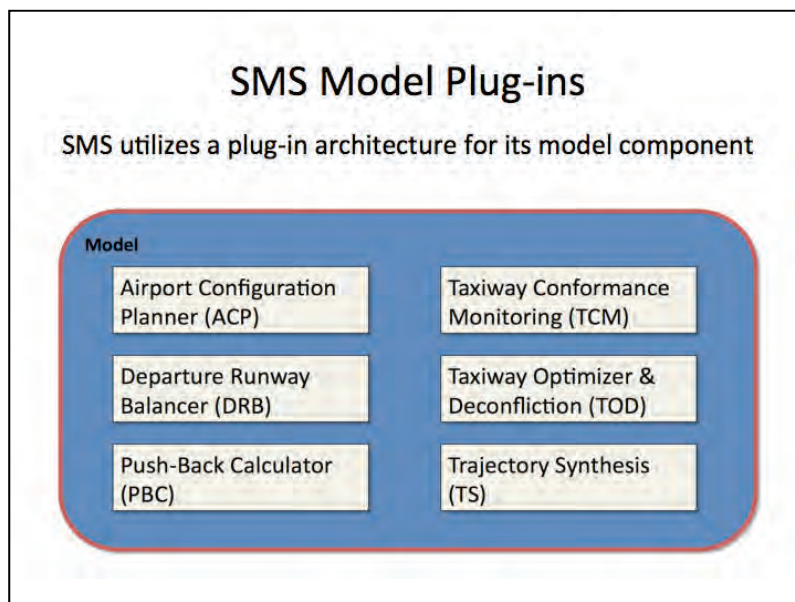 SMS Model Plug-ins
SMS utilizes a plug-in architecture for its model component
Model
Airport Configuration
Planner (ACP)
Departure Runway
Balancer (DRB)
Push-Back Calculator
(PBC)
Taxiway Conformance
Monitoring (TCM)
Taxiway Optimizer &
Deconfliction (TOD)
Trajectory Synthesis
(TS)